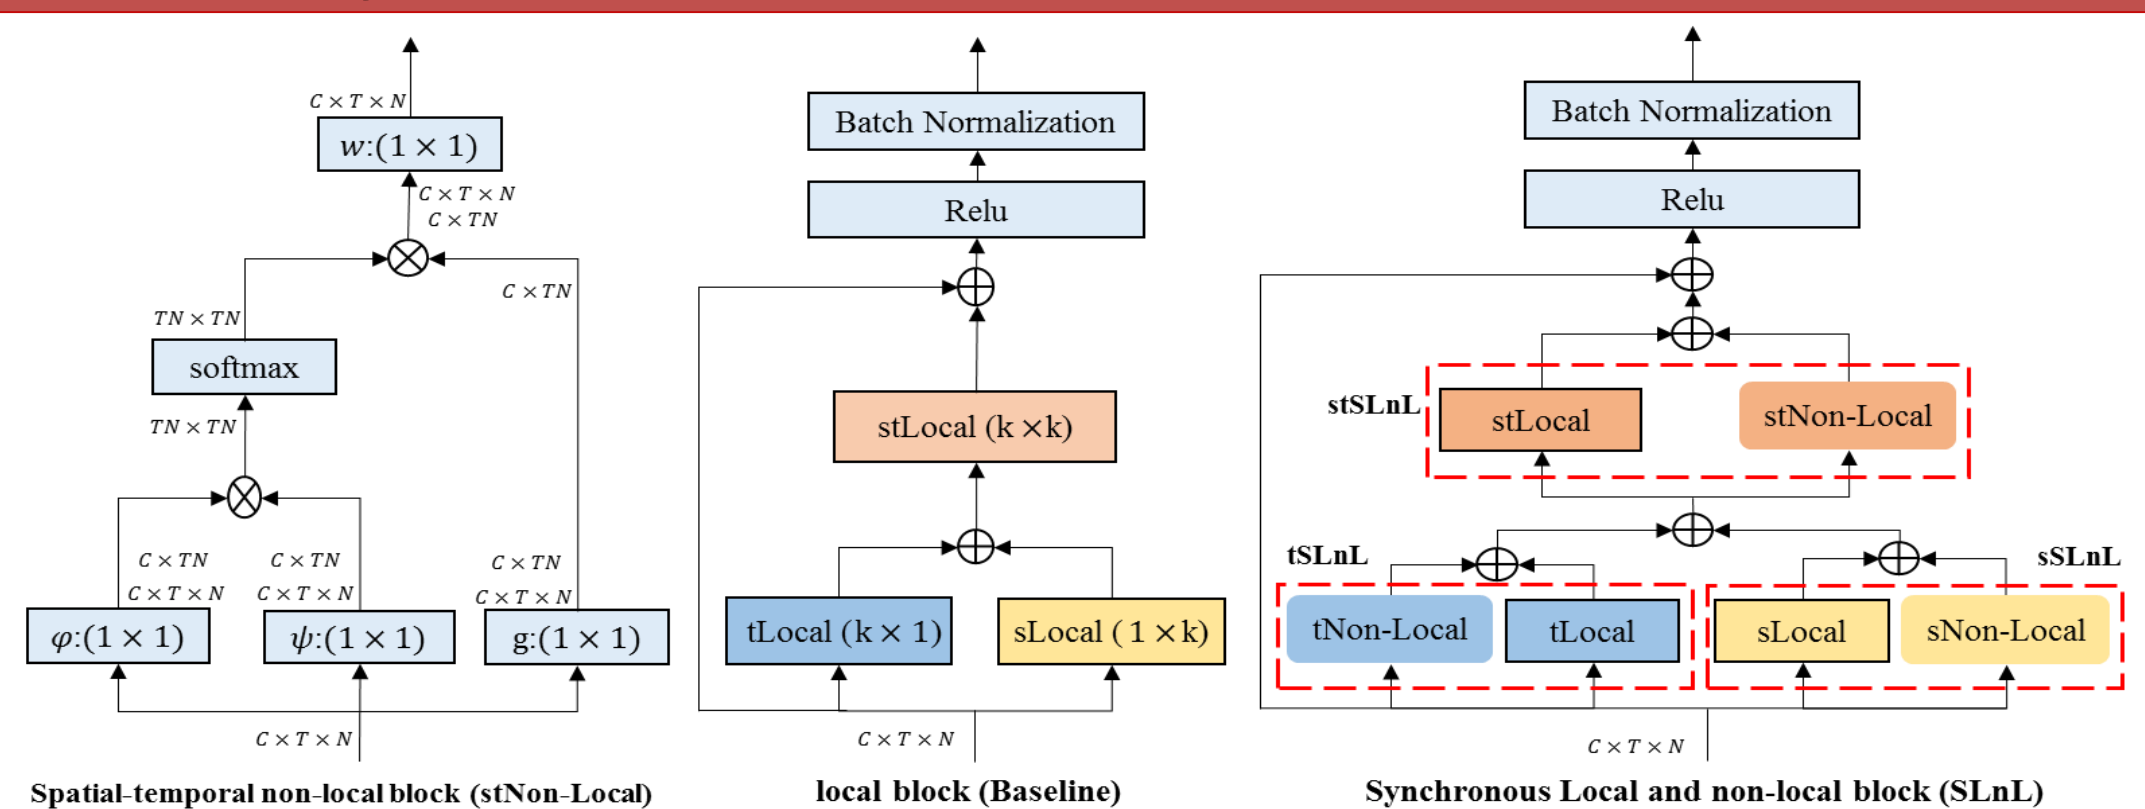 C × T × N
w:(1 × 1)
C × T × N
C × TN
C × TN
TN × TN
softmax
TN × TN
C × TN
C × TN
C × TN
C × T × N
C × T × N
C × T × N
φ:(1 × 1)
ψ:(1 × 1)
g:(1 × 1)
C × T × N
Spatial-temporal non-local block (stNon-Local)
Batch Normalization
Relu
stLocal (k ×k)
tLocal (k × 1)
sLocal ( 1 × k)
C × T × N
local block (Baseline)
Batch Normalization
Relu
stSLnL
stLocal
stNon-Local
tSLnL
sSLnL
tNon-Local
tLocal
sLocal
sNon-Local
C × T × N
Synchronous Local and non-local block (SLnL)